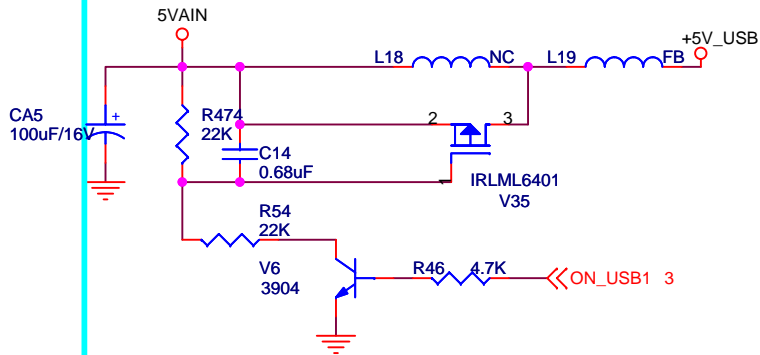 5VAIN
+5V_USB
L18
NC
L19
FB
CA5
100uF/16V
R474
22K
2
3
C14
0.68uF
IRLML6401
V35
R54
22K
V6
3904
R46
4.7K
ON_USB1 3